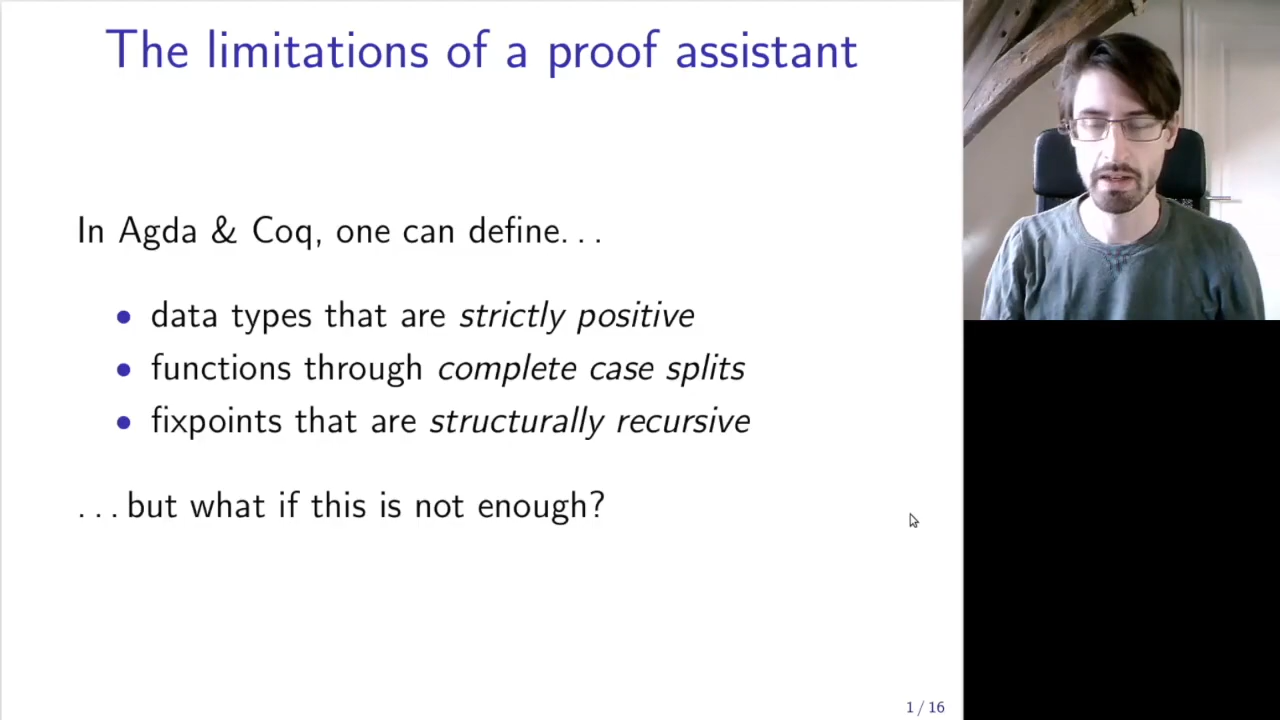 The limitations of a proof assistant
In Agda & Coq, one can define. . .
• data types that are strictly positive
• functions through complete case splits
• fixpoints that are structurally recursive
. . . but what if this is not enough?
1 / 16